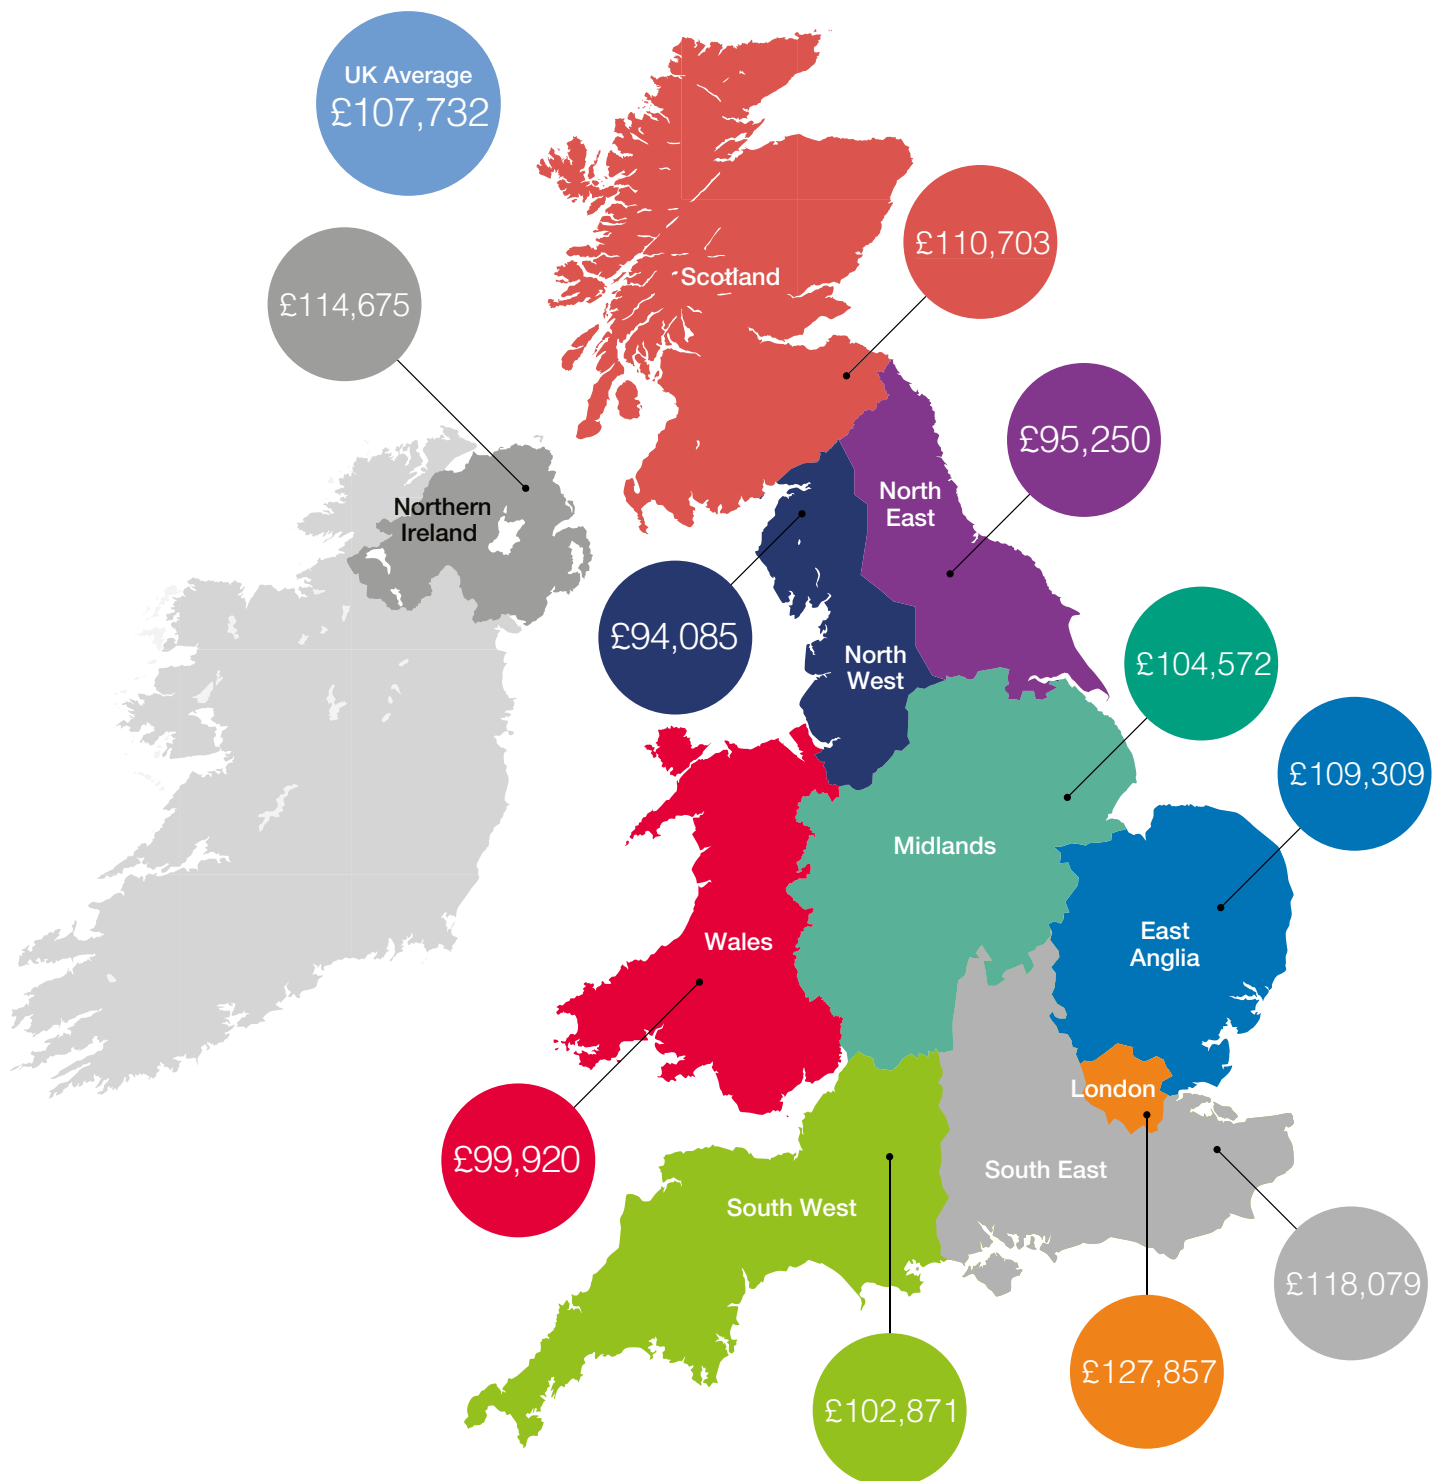 UK Average
£107,732
£110,703
Scotland
£114,675
£95,250
North
East
Northern
Ireland
£94,085
North
West
£104,572
£109,309
Midlands
East
Anglia
Wales
London
£99,920
South East
South West
£118,079
£127,857
£102,871